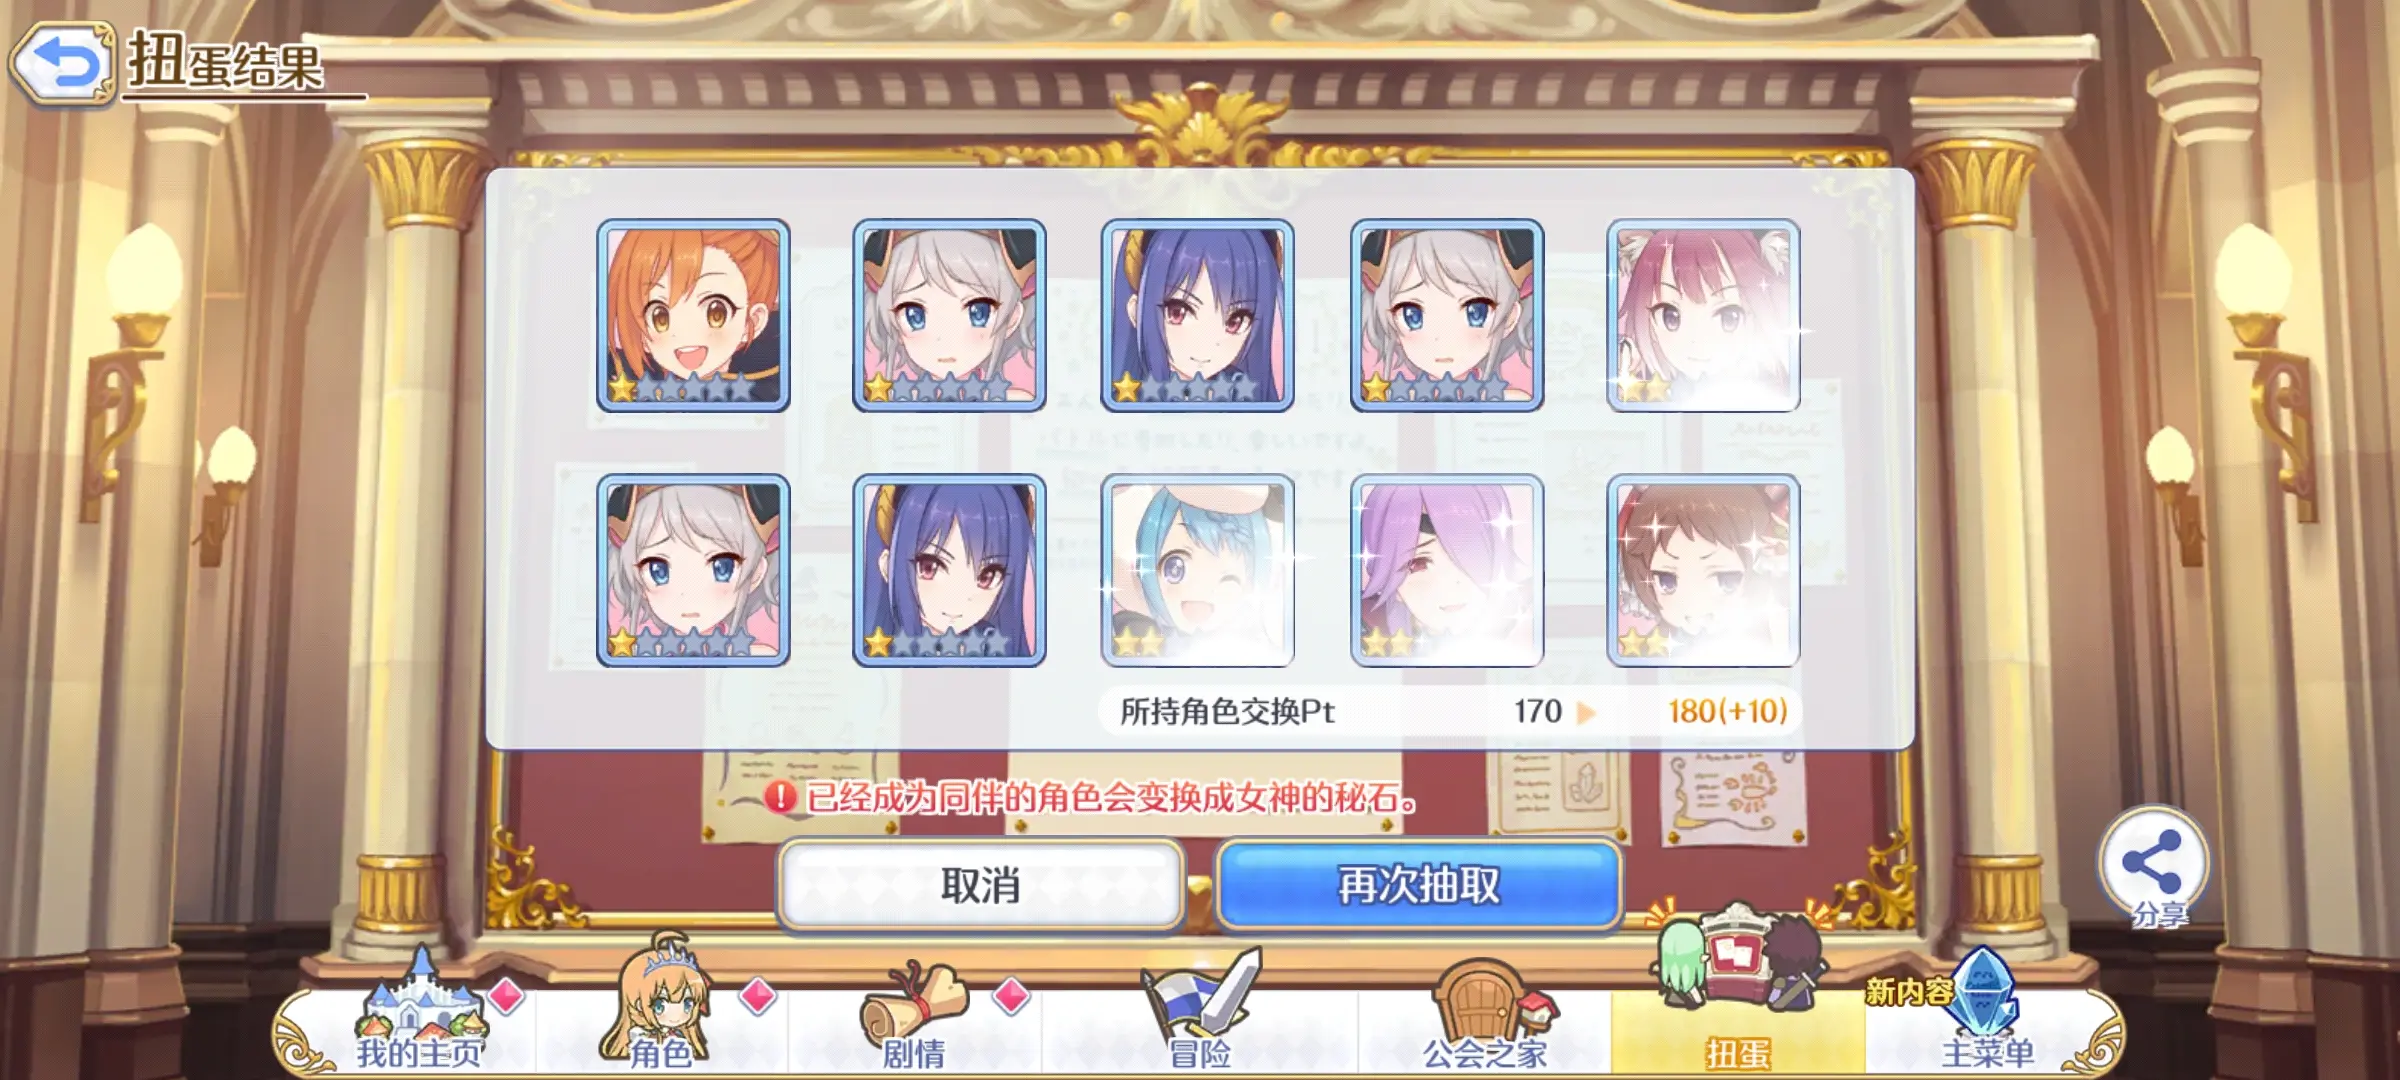 扭蛋结果
所持角色交换Pt 170 180(+10)
已经成为同伴的角色会变换成女神的秘石。
取消
再次抽取
分享
新内容
我的主页
角色
剧情
冒险
公会之家
扭蛋
主菜单